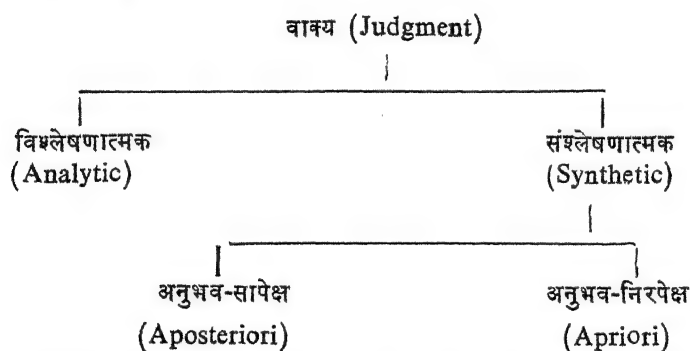 वाक्य (Judgment)
विश्लेषणात्मक संश्लेषणात्मक
(Analytic) (Synthetic)
अनुभव-सापेक्ष अनुभव-निरपेक्ष
(Aposteriori) (Apriori)